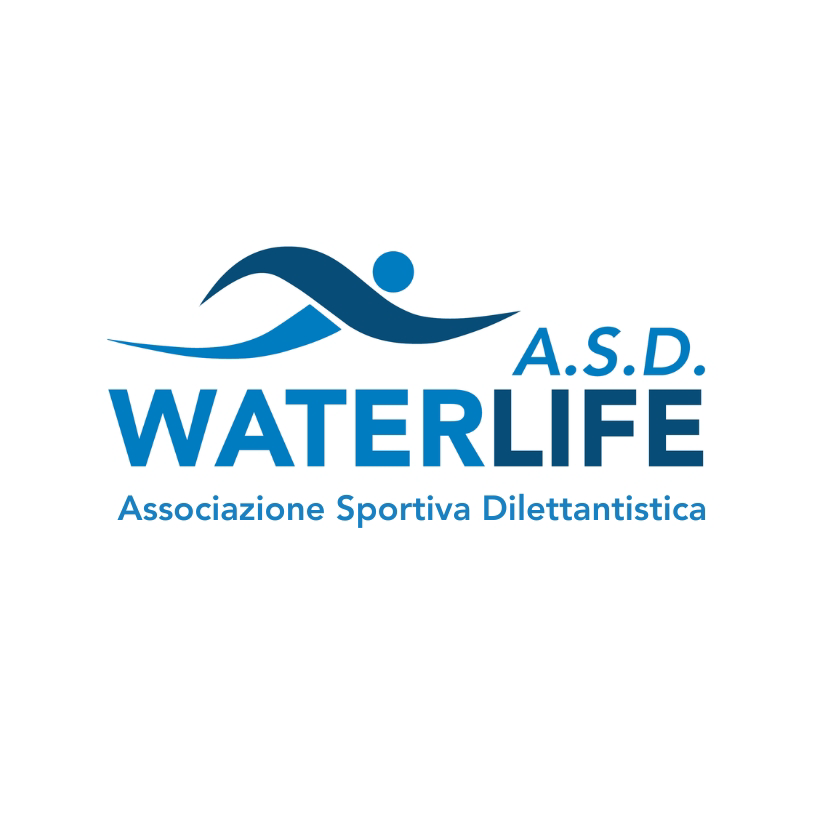 A.S.D.
WATERLIFE
Associazione Sportiva Dilettantistica